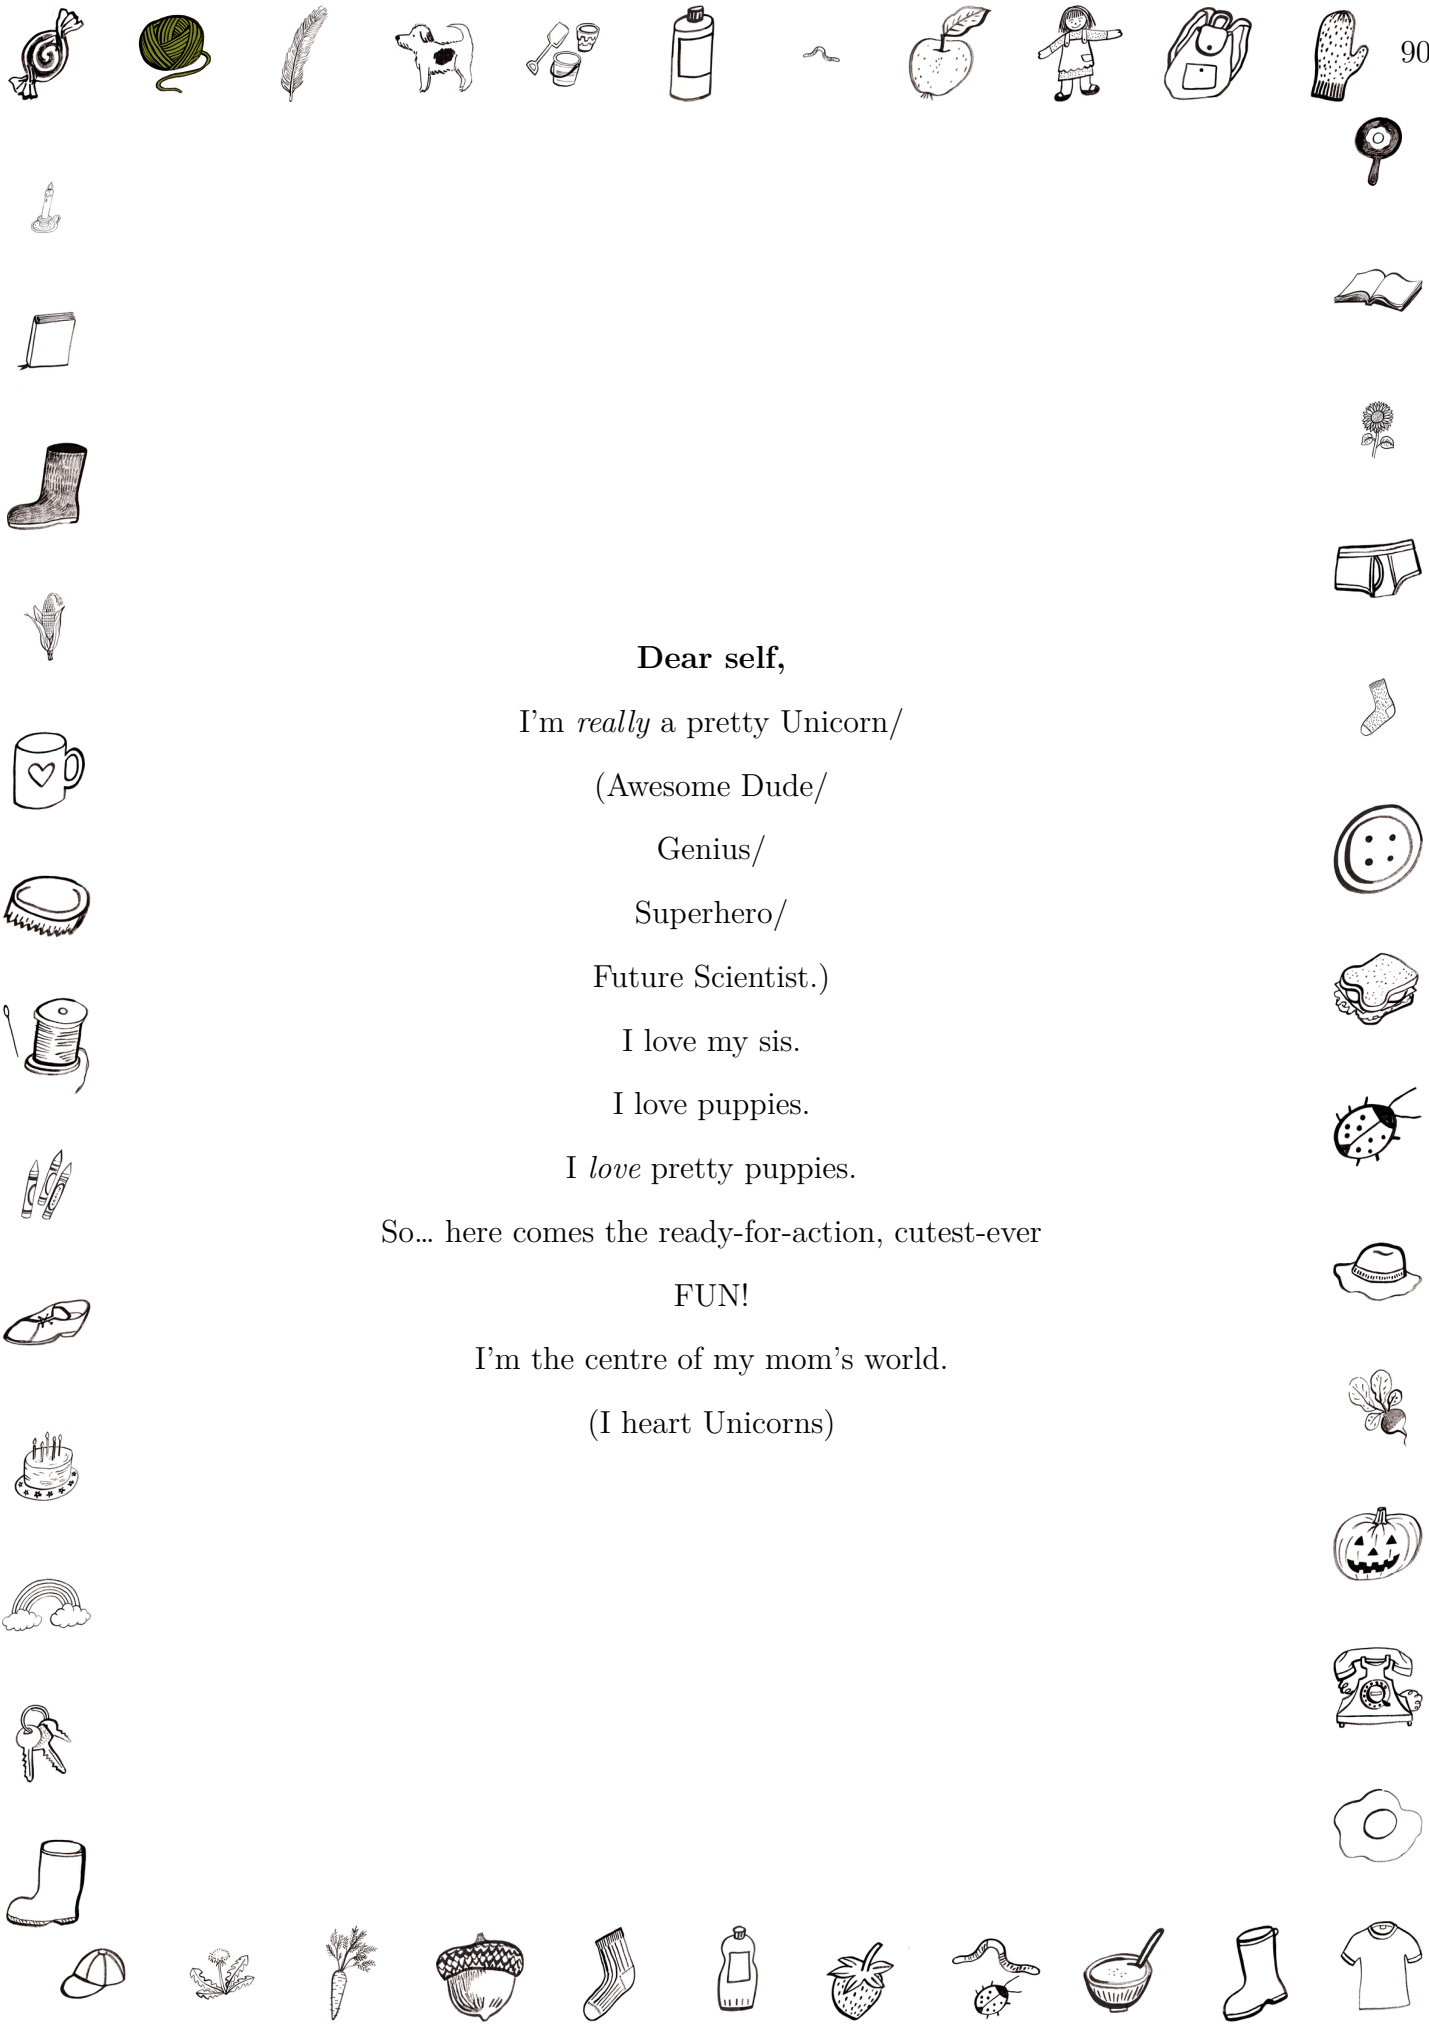 90
Dear self,
I'm really a pretty Unicorn/
(Awesome Dude/
Genius/
Superhero/
Future Scientist.)
I love my sis.
I love puppies.
I love pretty puppies.
So… here comes the ready-for-action, cutest-ever
FUN!
I'm the centre of my mom's world.
(I heart Unicorns)